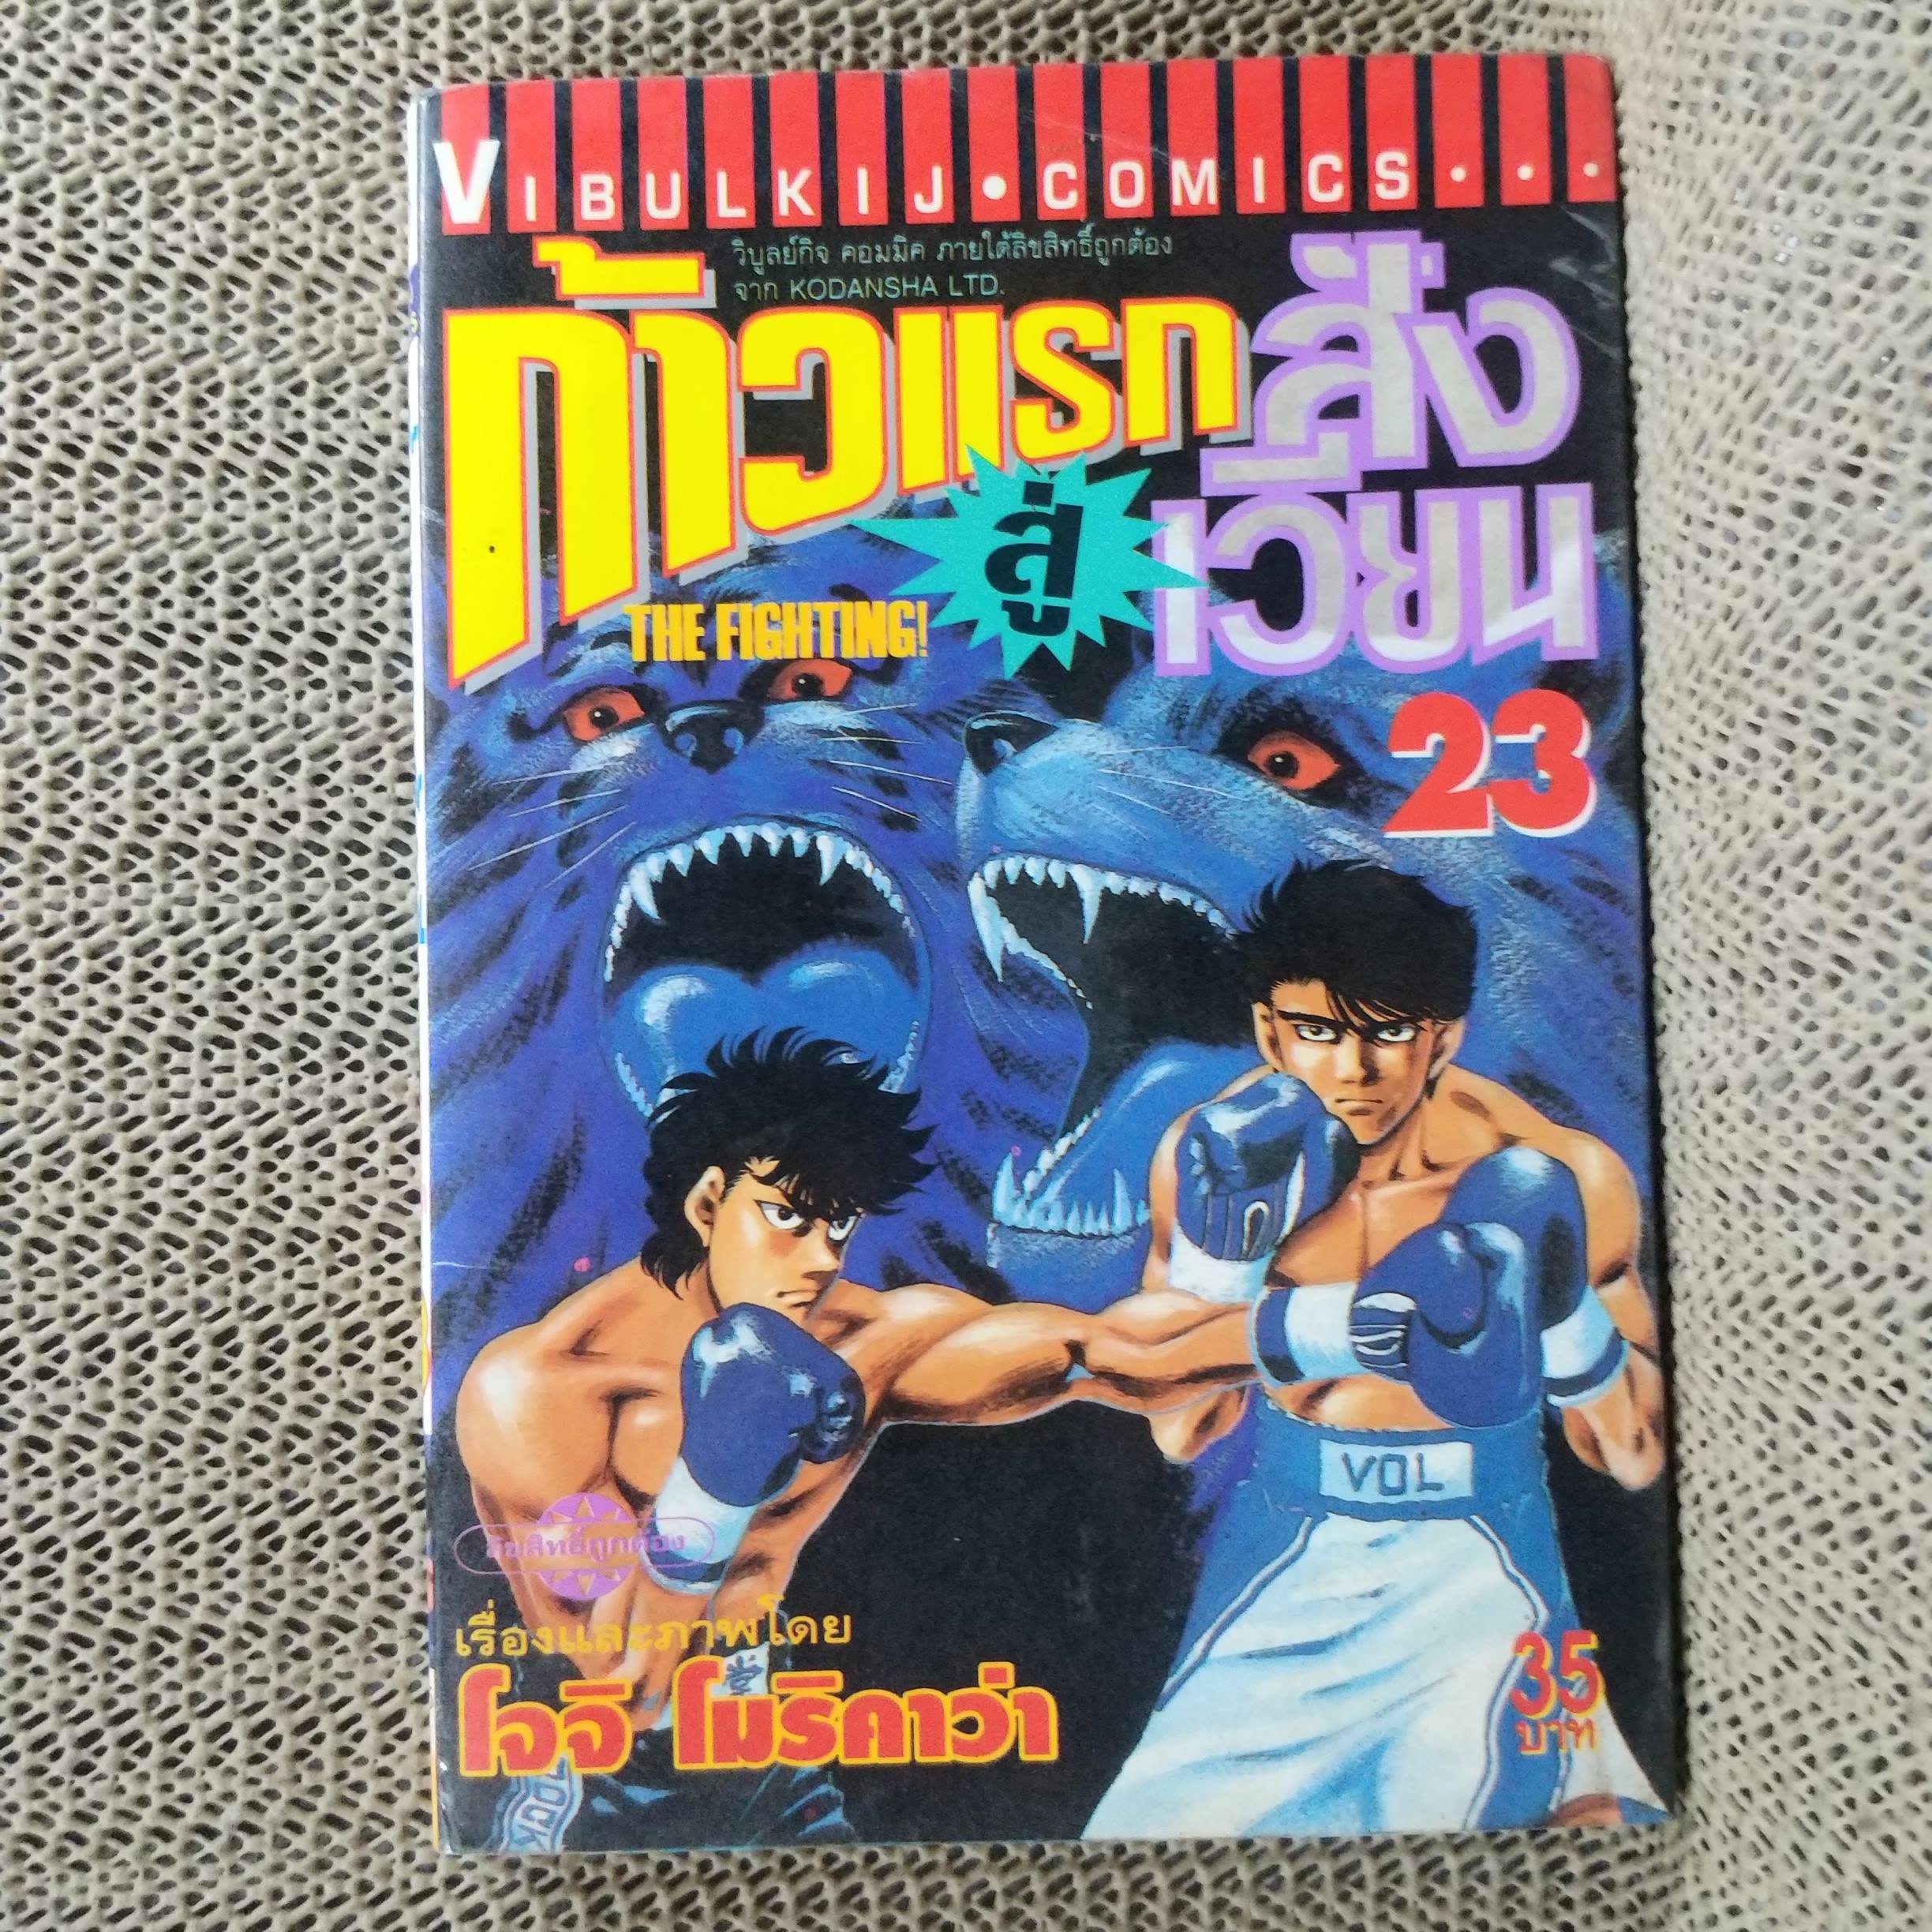 VIBULKIJ•COMICS•••
วิบูลย์กิจ คอมมิค ภายใต้ลิขสิทธิ์ถูกต้อง
จาก KODANSHA LTD.
ก้าวแรก
สู่
สังเวียน
THE FIGHTING!
23
VOL
ลิขสิทธิ์ถูกต้อง
เรื่องและภาพโดย
โจจิ โมริคาว่า
35
บาท